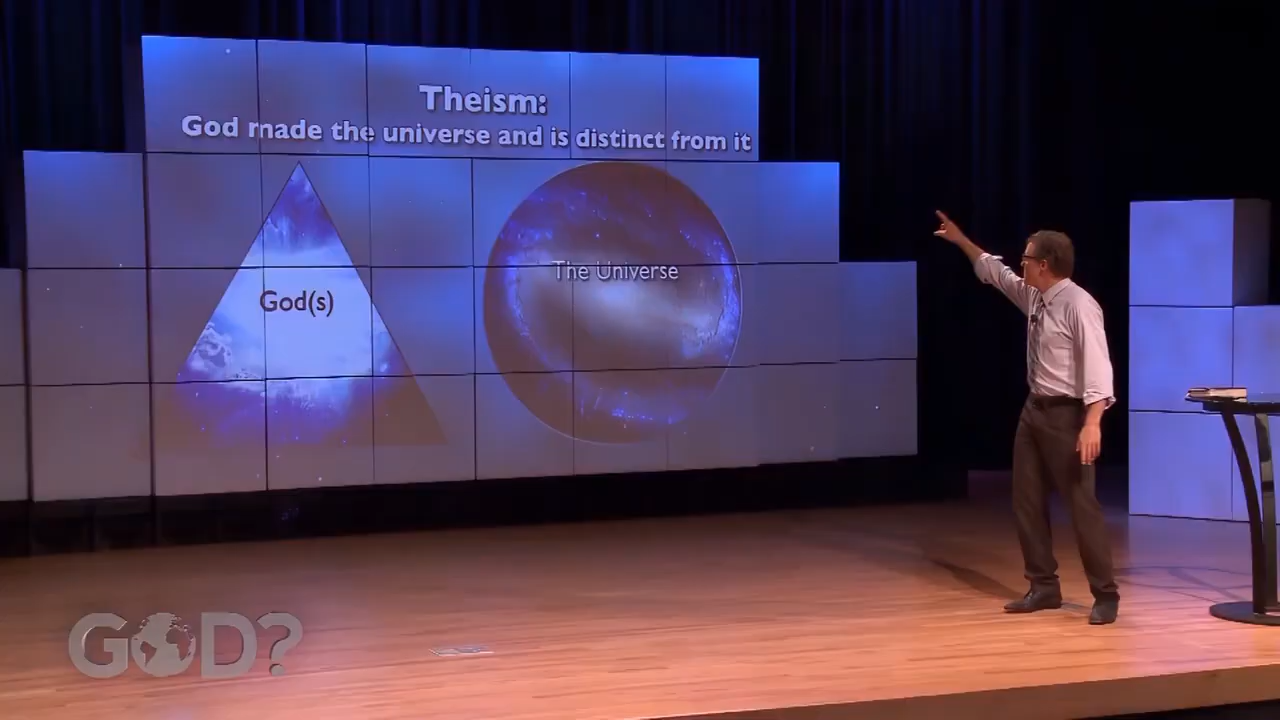 Theism:
God made the universe and is distinct from it
God(s)
The Universe
GOD?